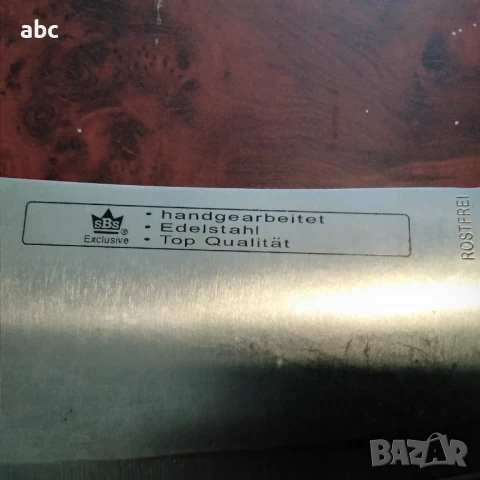 abc
sBs
®
Exclusive
• handgearbeitet
• Edelstahl
• Top Qualität
ROSTFREI
BAZAR